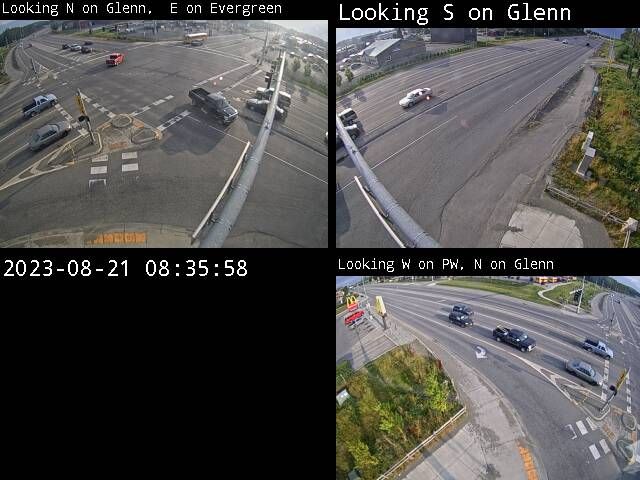 Looking N on Glenn,  E on Evergreen
Looking S on Glenn
2023-08-21 08:35:58
Looking W on PW, N on Glenn